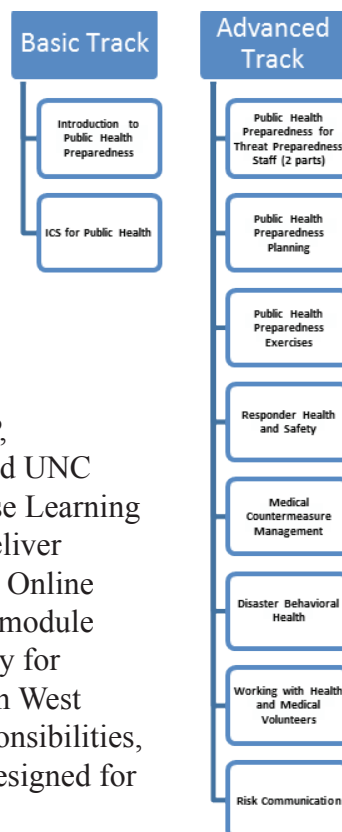 Basic Track
Introduction to
Public Health
Preparedness
ICS for Public Health
Advanced
Track
Public Health
Preparedness for
Threat Preparedness
Staff (2 parts)
Public Health
Preparedness
Planning
Public Health
Preparedness
Exercises
Responder Health
and Safety
Medical
Countermeasure
Management
Disaster Behavioral
Health
Working with Health
and Medical
Volunteers
Risk Communication
d UNC
se Learning
eliver
Online
module
y for
n West
onsibilities,
esigned for